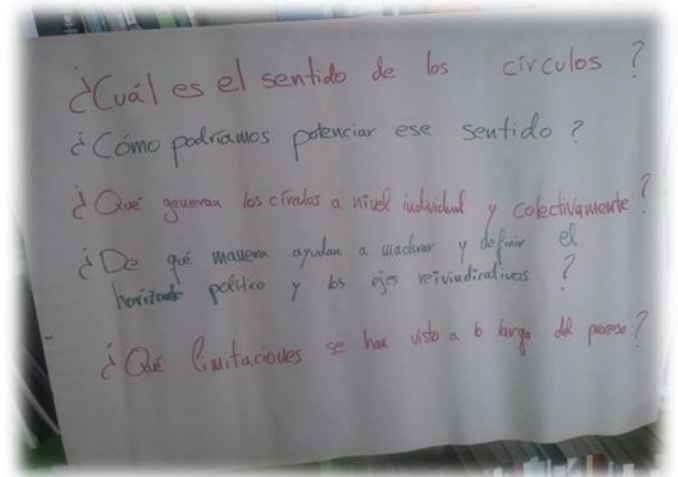 ¿Cuál es el sentido de los círculos?
¿Cómo podríamos potenciar ese sentido?
¿Qué generan los círculos a nivel individual y colectivamente?
¿De qué manera ayudan a madurar y definir el
horizonte político y los ejes reivindicativos?
¿Qué limitaciones se han visto a lo largo del proceso?